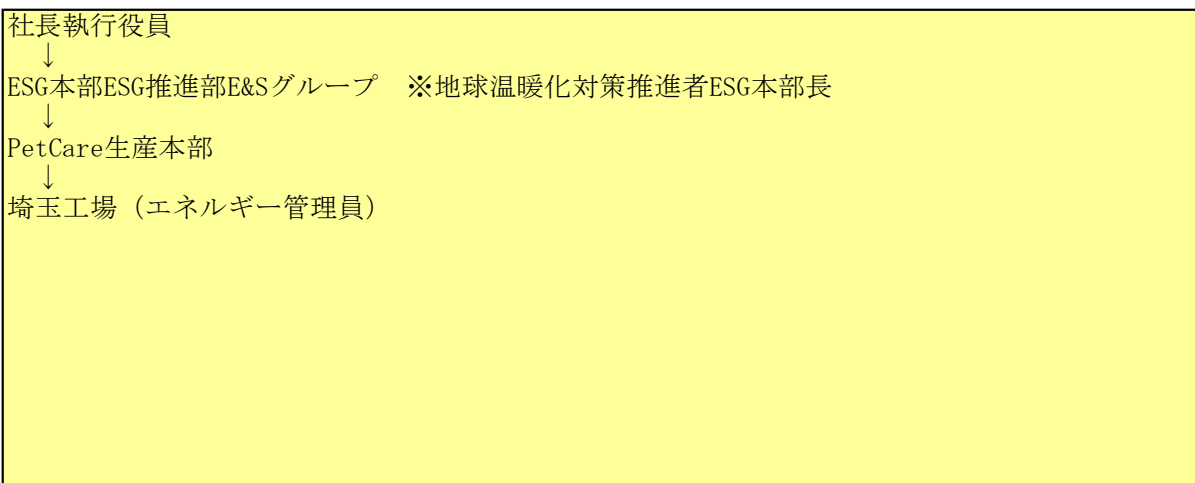 社長執行役員
↓
ESG本部ESG推進部E&Sグループ　※地球温暖化対策推進者ESG本部長
↓
PetCare生産本部
↓
埼玉工場（エネルギー管理員）